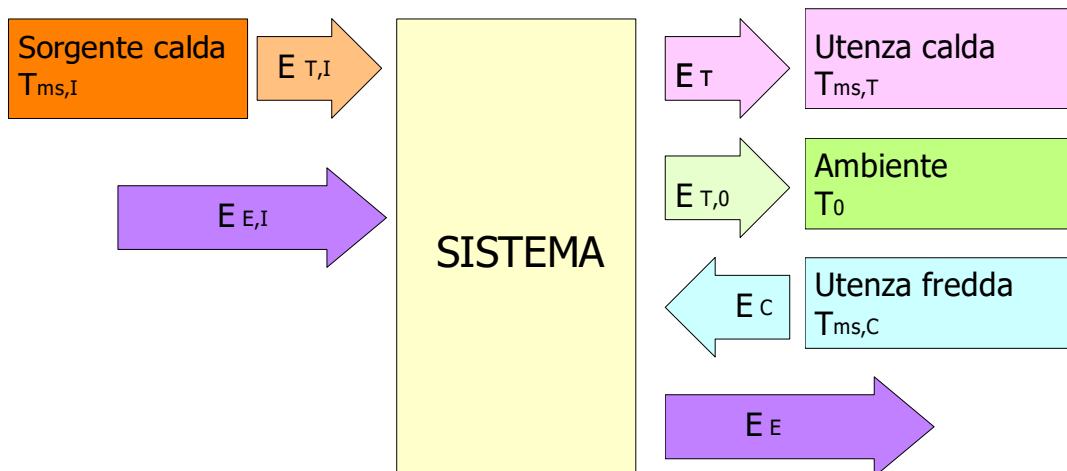 Sorgente calda
Tms,I
E T,I
E E,I
SISTEMA
E T
Utenza calda
Tms,T
E T,0
Ambiente
T0
E C
Utenza fredda
Tms,C
E E